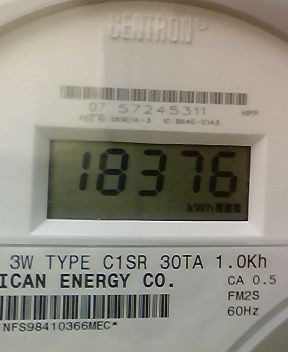 CENTRON®
07 57245311 HPP
18376
kWh
3W TYPE C1SR 30TA 1.0Kh
ICAN ENERGY CO. CA 0.5
FM2S
60Hz
NFS98410366MEC*